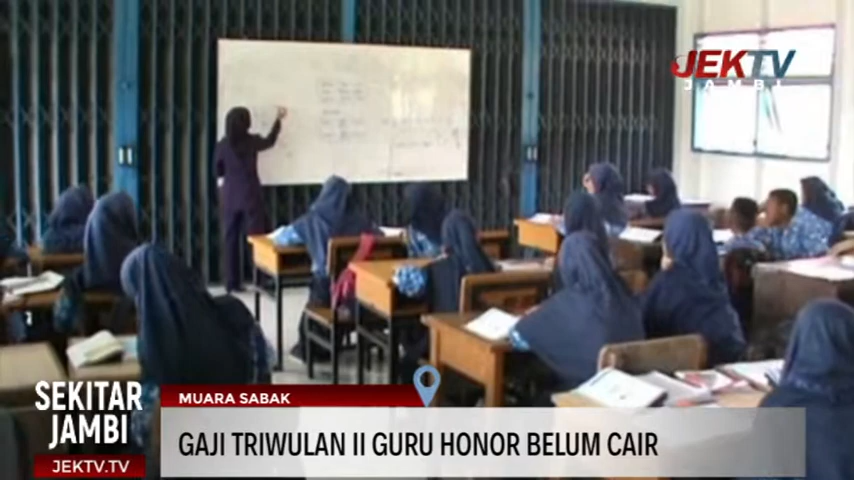 JEKTV
JAMBI
SEKITAR
JAMBI
JEKTV.TV
MUARA SABAK
GAJI TRIWULAN II GURU HONOR BELUM CAIR